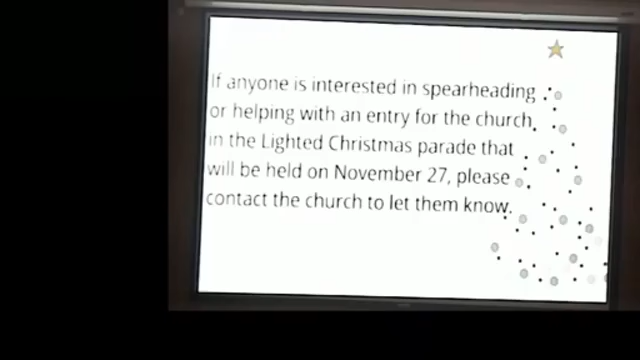 If anyone is interested in spearheading
or helping with an entry for the church
in the Lighted Christmas parade that
will be held on November 27, please
contact the church to let them know.